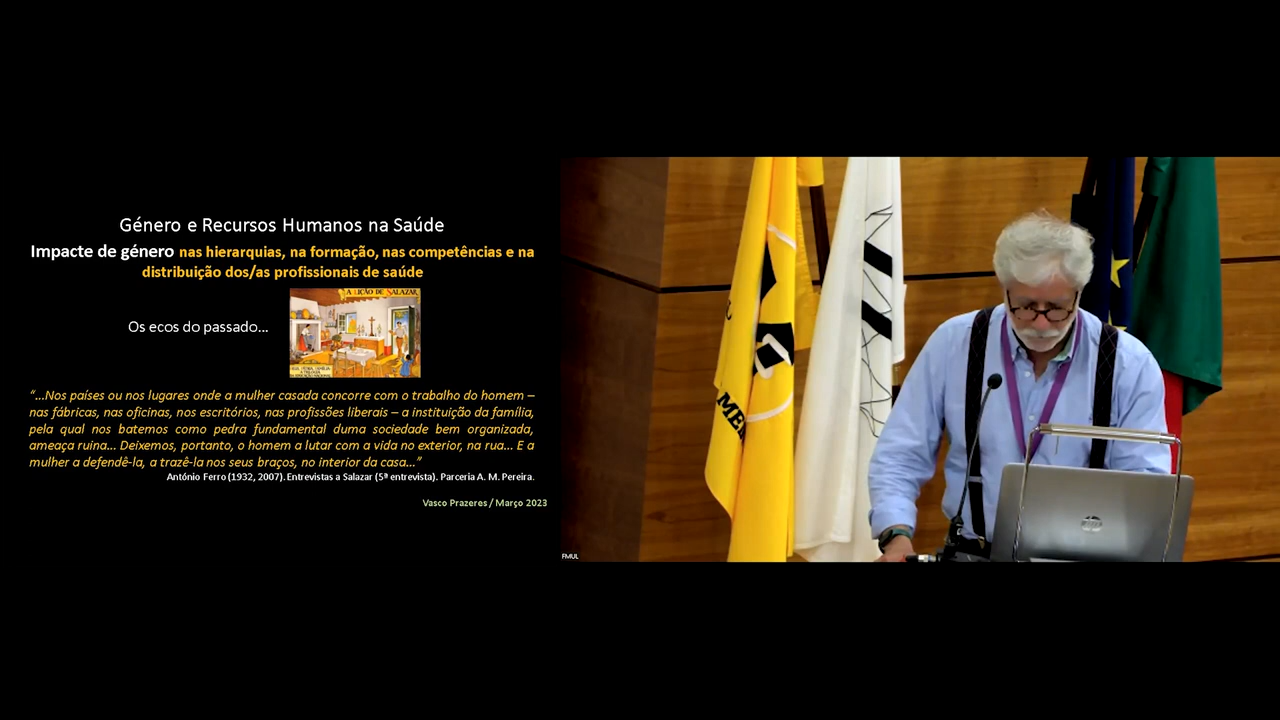 Género e Recursos Humanos na Saúde
Impacte de género nas hierarquias, na formação, nas competências e na
distribuição dos/as profissionais de saúde
A LIÇÃO DE SALAZAR
Os ecos do passado...
“...Nos países ou nos lugares onde a mulher casada concorre com o trabalho do homem –
nas fábricas, nas oficinas, nos escritórios, nas profissões liberais – a instituição da família,
pela qual nos batemos como pedra fundamental duma sociedade bem organizada,
ameaça ruina... Deixemos, portanto, o homem a lutar com a vida no exterior, na rua... E a
mulher a defendê-la, a trazê-la nos seus braços, no interior da casa...”
António Ferro (1932, 2007). Entrevistas a Salazar (5ª entrevista). Parceria A. M. Pereira.
Vasco Prazeres / Março 2023
FMUL